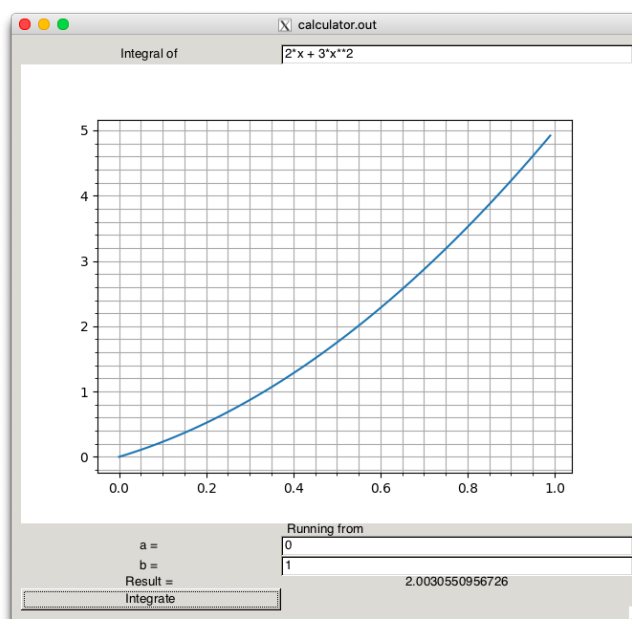 calculator.out
Integral of 2*x + 3*x**2
5
4
3
2
1
0
0.0 0.2 0.4 0.6 0.8 1.0
Running from
a = 0
b = 1
Result = 2.0030550956726
Integrate